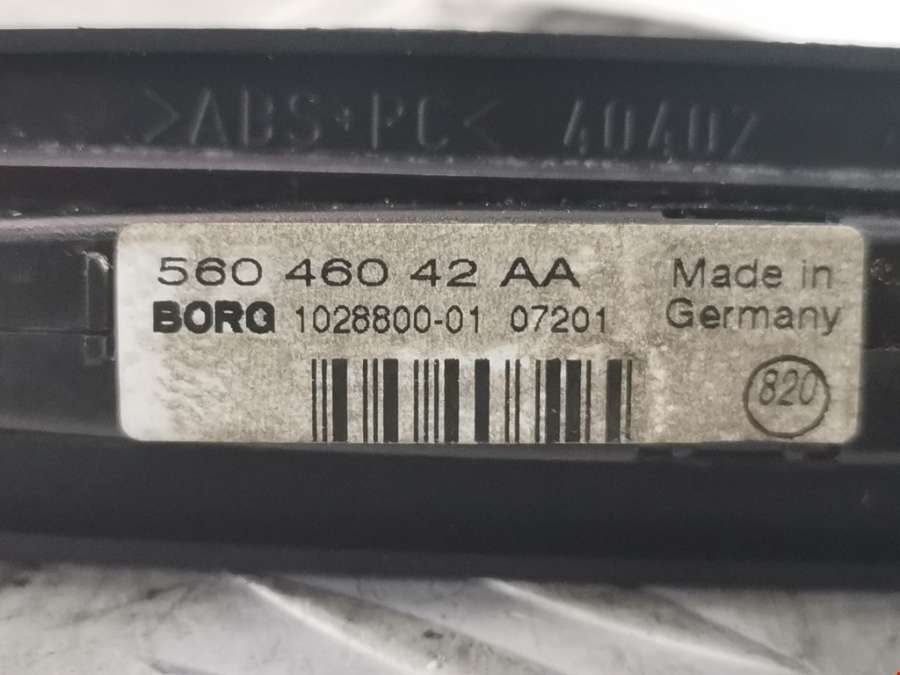 >ABS+PC< 40402
560 460 42 AA
BORG 1028800-01 07201
Made in
Germany
820